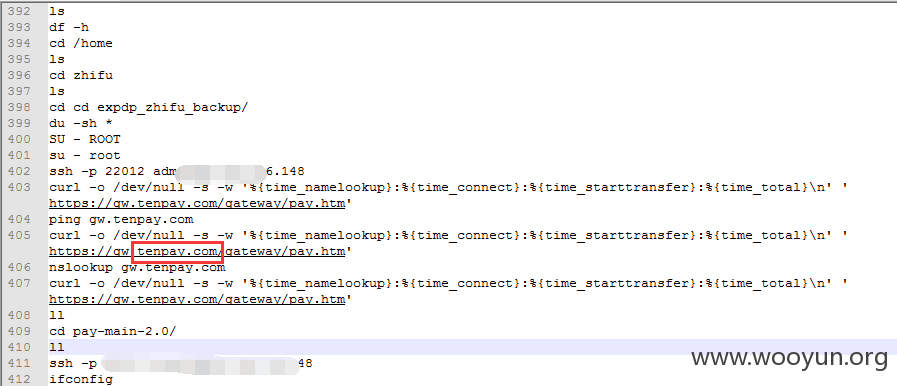 392 ls
393 df -h
394 cd /home
395 ls
396 cd zhifu
397 ls
398 cd cd expdp_zhifu_backup/
399 du -sh *
400 SU - ROOT
401 su - root
402 ssh -p 22012 adm 6.148
403 curl -o /dev/null -s -w '%{time_namelookup}:%{time_connect}:%{time_starttransfer}:%{time_total}\n' '
https://gw.tenpay.com/gateway/pay.htm'
404 ping gw.tenpay.com
405 curl -o /dev/null -s -w '%{time_namelookup}:%{time_connect}:%{time_starttransfer}:%{time_total}\n' '
https://gw.tenpay.com/gateway/pay.htm'
406 nslookup gw.tenpay.com
407 curl -o /dev/null -s -w '%{time_namelookup}:%{time_connect}:%{time_starttransfer}:%{time_total}\n' '
https://gw.tenpay.com/gateway/pay.htm'
408 ll
409 cd pay-main-2.0/
410 ll
411 ssh -p 48
412 ifconfig
www.wooyun.org